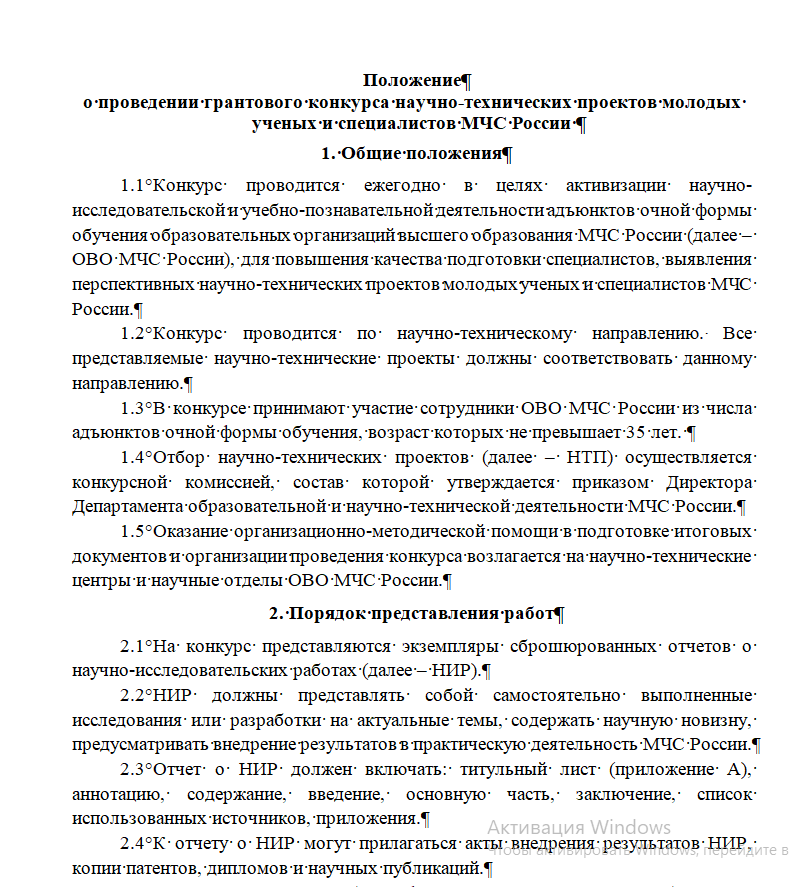 Положение
о проведении грантового конкурса научно-технических проектов молодых
ученых и специалистов МЧС России
1. Общие положения
1.1 Конкурс проводится ежегодно в целях активизации научно-
исследовательской и учебно-познавательной деятельности адъюнктов очной формы
обучения образовательных организаций высшего образования МЧС России (далее –
ОВО МЧС России), для повышения качества подготовки специалистов, выявления
перспективных научно-технических проектов молодых ученых и специалистов МЧС
России.
1.2 Конкурс проводится по научно-техническому направлению. Все
представляемые научно-технические проекты должны соответствовать данному
направлению.
1.3 В конкурсе принимают участие сотрудники ОВО МЧС России из числа
адъюнктов очной формы обучения, возраст которых не превышает 35 лет.
1.4 Отбор научно-технических проектов (далее – НТП) осуществляется
конкурсной комиссией, состав которой утверждается приказом Директора
Департамента образовательной и научно-технической деятельности МЧС России.
1.5 Оказание организационно-методической помощи в подготовке итоговых
документов и организации проведения конкурса возлагается на научно-технические
центры и научные отделы ОВО МЧС России.
2. Порядок представления работ
2.1 На конкурс представляются экземпляры сброшюрованных отчетов о
научно-исследовательских работах (далее – НИР).
2.2 НИР должны представлять собой самостоятельно выполненные
исследования или разработки на актуальные темы, содержать научную новизну,
предусматривать внедрение результатов в практическую деятельность МЧС России.
2.3 Отчет о НИР должен включать: титульный лист (приложение А),
аннотацию, содержание, введение, основную часть, заключение, список
использованных источников, приложения.
Активация Windows
2.4 К отчету о НИР могут прилагаться акты внедрения результатов НИР,
Чтобы активировать Windows, перейдите в
копии патентов, дипломов и научных публикаций.